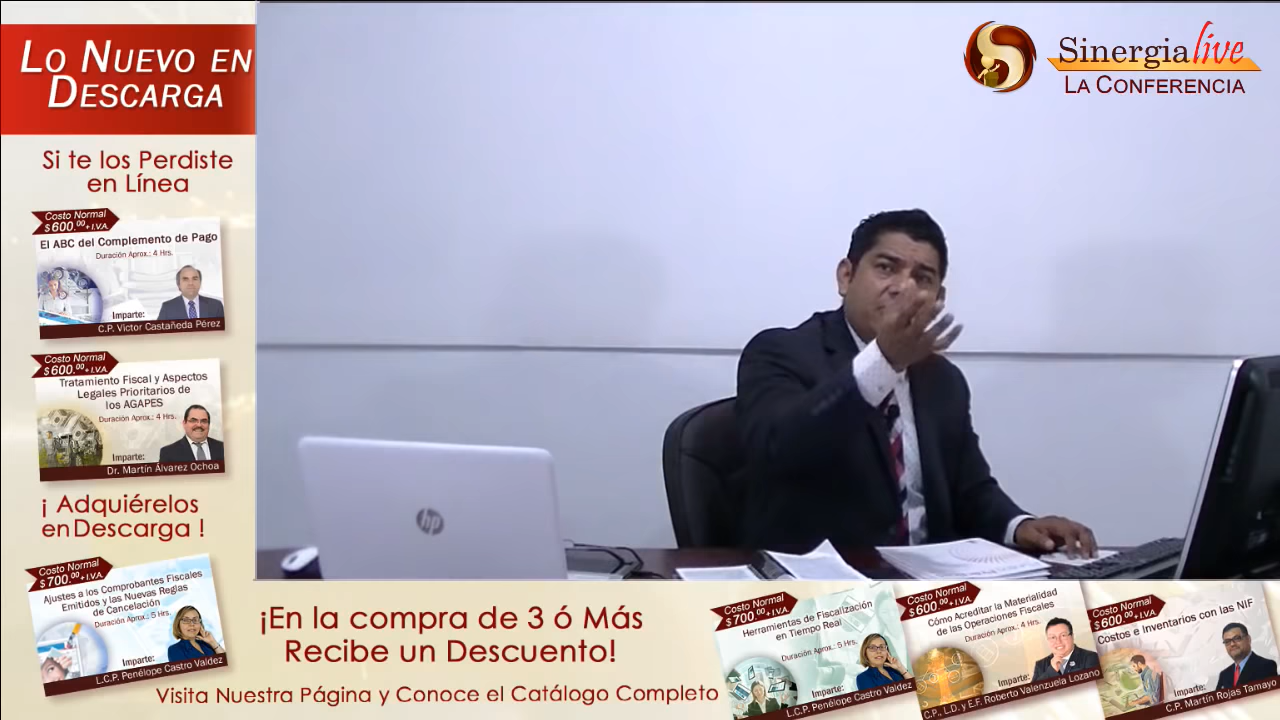 Lo Nuevo en
Descarga
Si te los Perdiste
en Línea
Costo Normal
$600.00 + I.V.A.
El ABC del Complemento de Pago
Duración Aprox.: 4 Hrs.
Imparte:
C.P. Víctor Castañeda Pérez
Costo Normal
$600.00 + I.V.A.
Tratamiento Fiscal y Aspectos
Legales Prioritarios de
los AGAPES
Duración Aprox.: 4 Hrs.
Imparte:
Dr. Martín Álvarez Ochoa
¡ Adquiérelos
en Descarga !
Costo Normal
$700.00 + I.V.A.
Ajustes a los Comprobantes Fiscales
Emitidos y las Nuevas Reglas
de Cancelación
Duración Aprox.: 5 Hrs.
Imparte:
L.C.P. Penélope Castro Valdez
Sinergialive
La Conferencia
hp
¡En la compra de 3 ó Más
Recibe un Descuento!
Visita Nuestra Página y Conoce el Catálogo Completo
Costo Normal
$700.00 + I.V.A.
Herramientas de Fiscalización
en Tiempo Real
Duración Aprox.: 5 Hrs.
Imparte:
L.C.P. Penélope Castro Valdez
Costo Normal
$600.00 + I.V.A.
Cómo Acreditar la Materialidad
de las Operaciones Fiscales
Duración Aprox.: 4 Hrs.
Imparte:
C.P., L.D. y E.F. Roberto Valenzuela Lozano
Costo Normal
$600.00 + I.V.A.
Costos e Inventarios con las NIF
Imparte:
C.P. Martín Rojas Tamayo